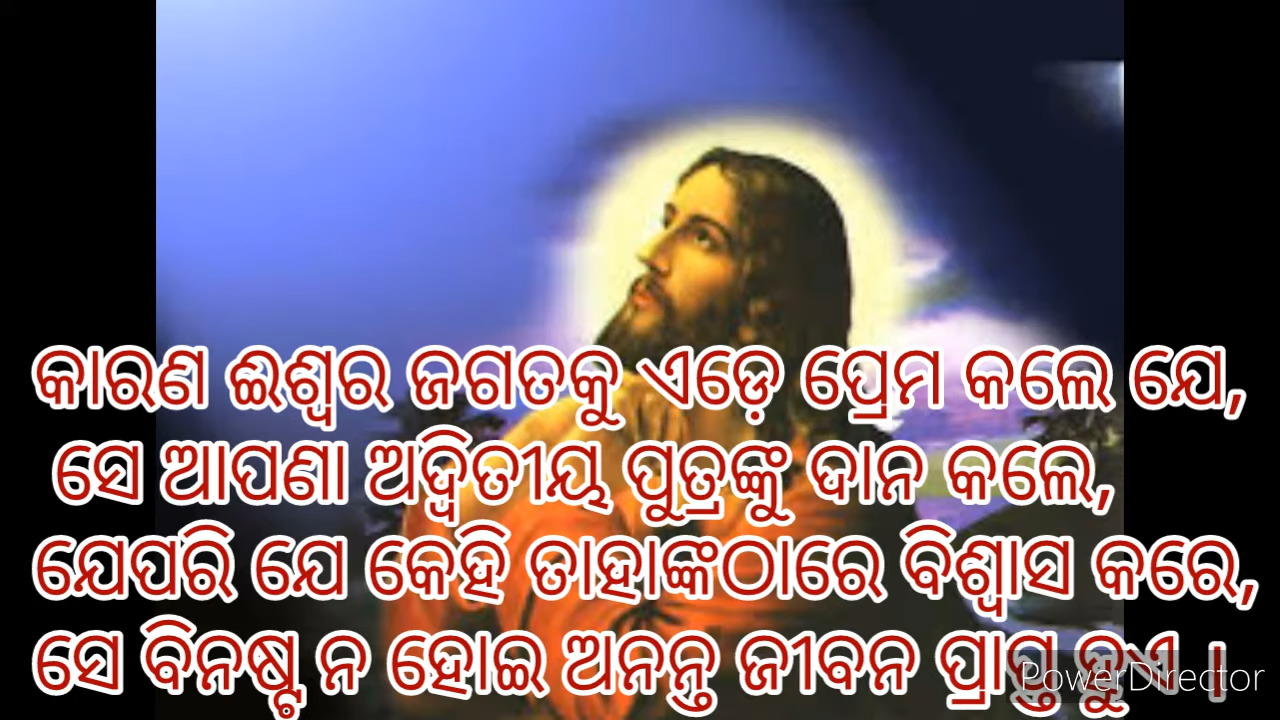 କାରଣ ଈଶ୍ୱର ଜଗତକୁ ଏଡ଼େ ପ୍ରେମ କଲେ ଯେ,
ସେ ଆପଣା ଅଦ୍ୱିତୀୟ ପୁତ୍ରଙ୍କୁ ଦାନ କଲେ,
ଯେପରି ଯେ କେହି ତାହାଙ୍କଠାରେ ବିଶ୍ୱାସ କରେ,
ସେ ବିନଷ୍ଟ ନ ହୋଇ ଅନନ୍ତ ଜୀବନ ପ୍ରାପ୍ତ ହୁଏ ।
PowerDirector